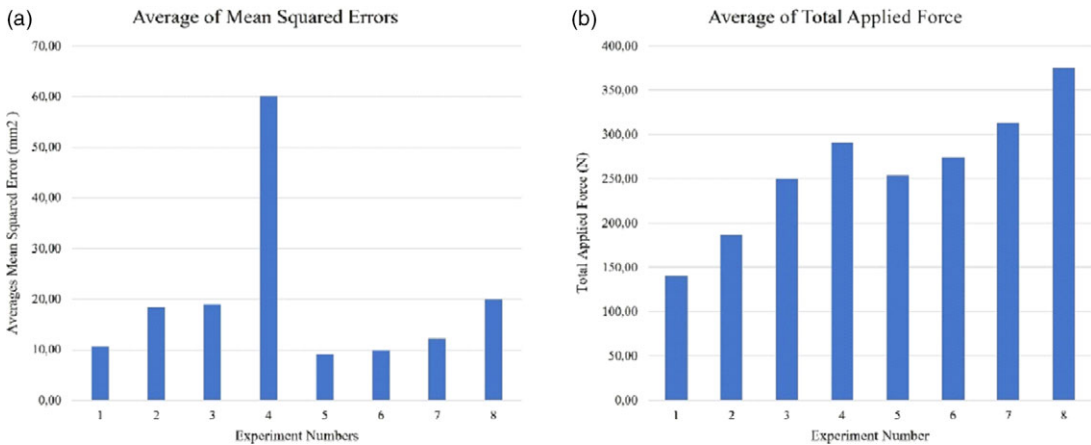 (a)
Average of Mean Squared Errors
70,00
60,00
50,00
40,00
30,00
20,00
10,00
0,00
Averages Mean Squared Error (mm2 )
1 2 3 4 5 6 7 8
Experiment Numbers
(b)
Average of Total Applied Force
400,00
350,00
300,00
250,00
200,00
150,00
100,00
50,00
0,00
Total Applied Force (N)
1 2 3 4 5 6 7 8
Experiment Number